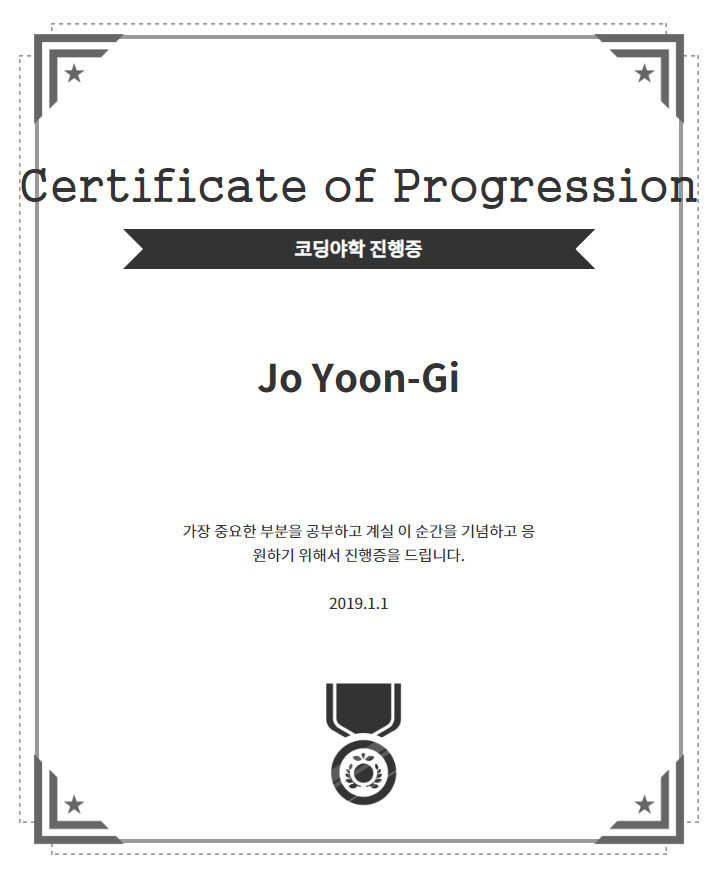 Certificate of Progression
코딩야학 진행증
Jo Yoon-Gi
가장 중요한 부분을 공부하고 계실 이 순간을 기념하고 응
원하기 위해서 진행증을 드립니다.
2019.1.1